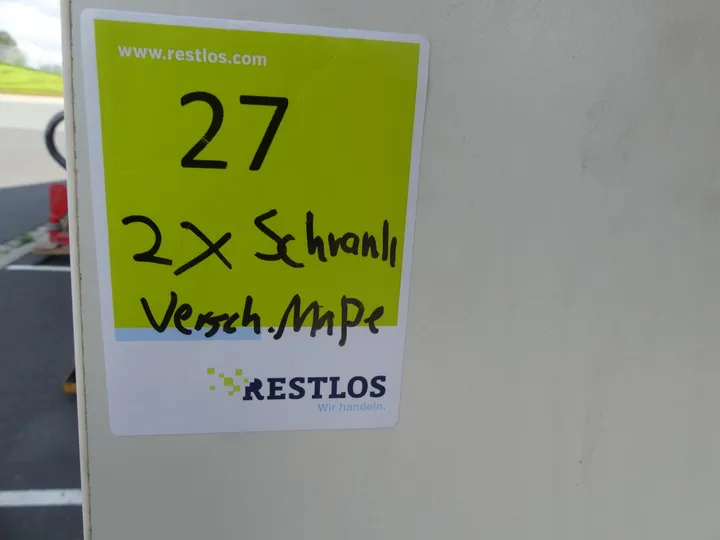 www.restlos.com
27
2x Schrank
Versch. Maße
RESTLOS
Wir handeln.